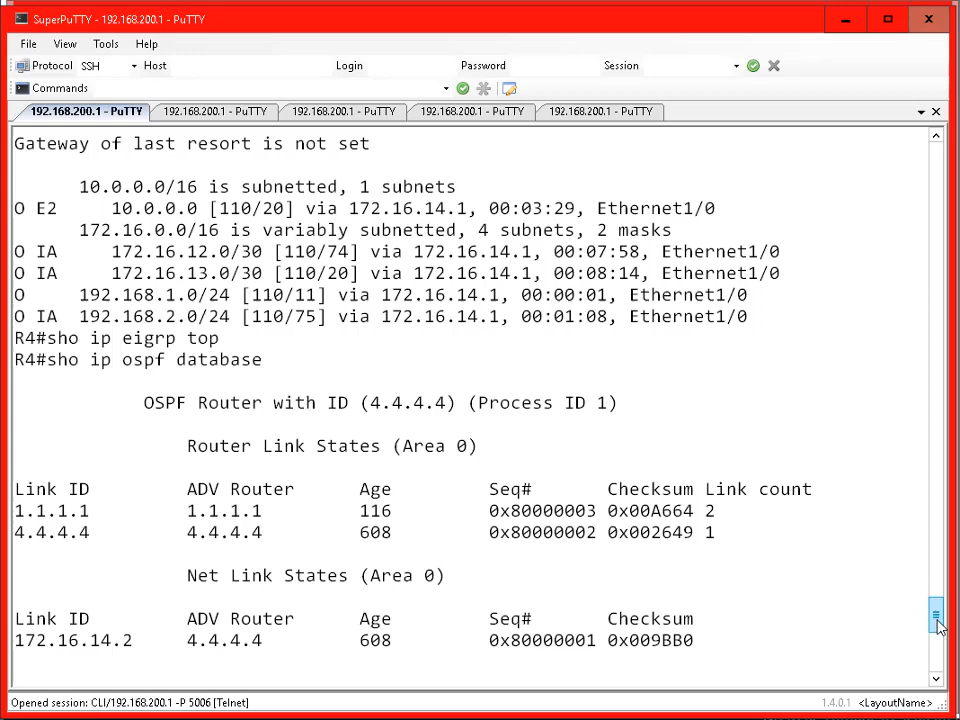 SuperPuTTY - 192.168.200.1 - PuTTY
File View Tools Help
Protocol SSH Host Login Password Session
Commands
192.168.200.1 - PuTTY 192.168.200.1 - PuTTY 192.168.200.1 - PuTTY 192.168.200.1 - PuTTY 192.168.200.1 - PuTTY
Gateway of last resort is not set
10.0.0.0/16 is subnetted, 1 subnets
O E2 10.0.0.0 [110/20] via 172.16.14.1, 00:03:29, Ethernet1/0
172.16.0.0/16 is variably subnetted, 4 subnets, 2 masks
O IA 172.16.12.0/30 [110/74] via 172.16.14.1, 00:07:58, Ethernet1/0
O IA 172.16.13.0/30 [110/20] via 172.16.14.1, 00:08:14, Ethernet1/0
O 192.168.1.0/24 [110/11] via 172.16.14.1, 00:00:01, Ethernet1/0
O IA 192.168.2.0/24 [110/75] via 172.16.14.1, 00:01:08, Ethernet1/0
R4#sho ip eigrp top
R4#sho ip ospf database
OSPF Router with ID (4.4.4.4) (Process ID 1)
Router Link States (Area 0)
Link ID ADV Router Age Seq# Checksum Link count
1.1.1.1 1.1.1.1 116 0x80000003 0x00A664 2
4.4.4.4 4.4.4.4 608 0x80000002 0x002649 1
Net Link States (Area 0)
Link ID ADV Router Age Seq# Checksum
172.16.14.2 4.4.4.4 608 0x80000001 0x009BB0
Opened session: CLI/192.168.200.1 -P 5006 [Telnet] 1.4.0.1 <LayoutName>